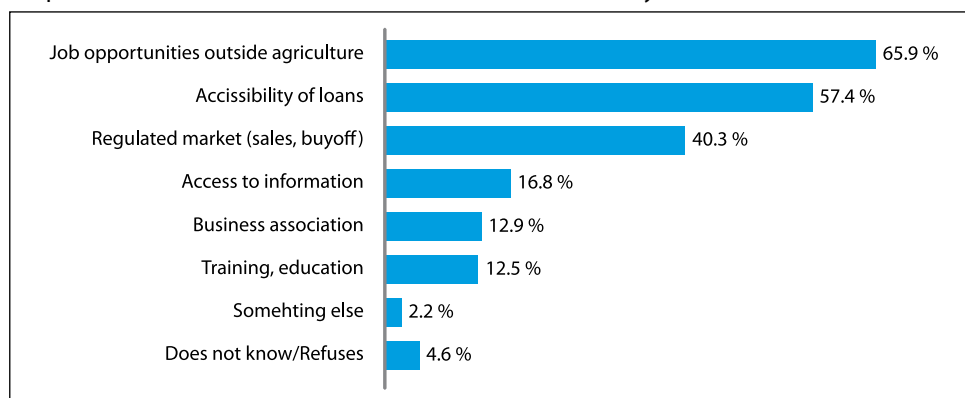 Job opportunities outside agriculture 65.9 %
Accissibility of loans 57.4 %
Regulated market (sales, buyoff) 40.3 %
Access to information 16.8 %
Business association 12.9 %
Training, education 12.5 %
Somehting else 2.2 %
Does not know/Refuses 4.6 %